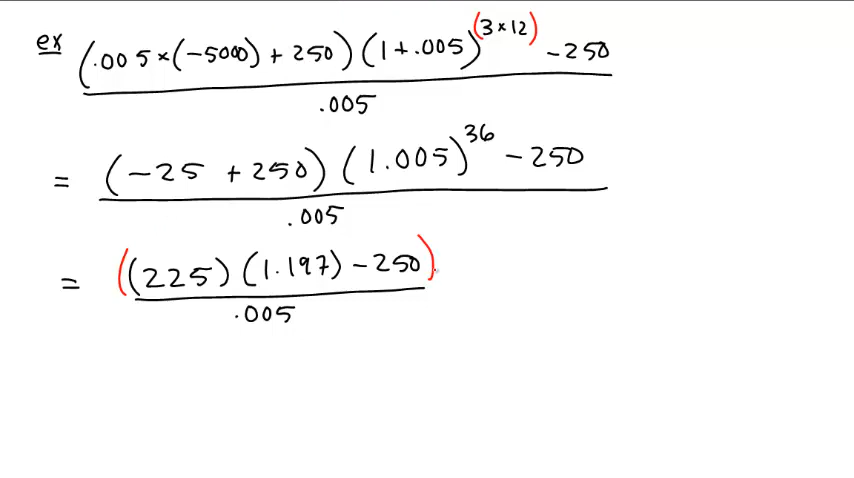 ex (.005×(-5000)+250)(1+.005)^(3×12) -250
.005
= (-25 +250)(1.005)^36 -250
.005
= ((225)(1.197)-250)
.005